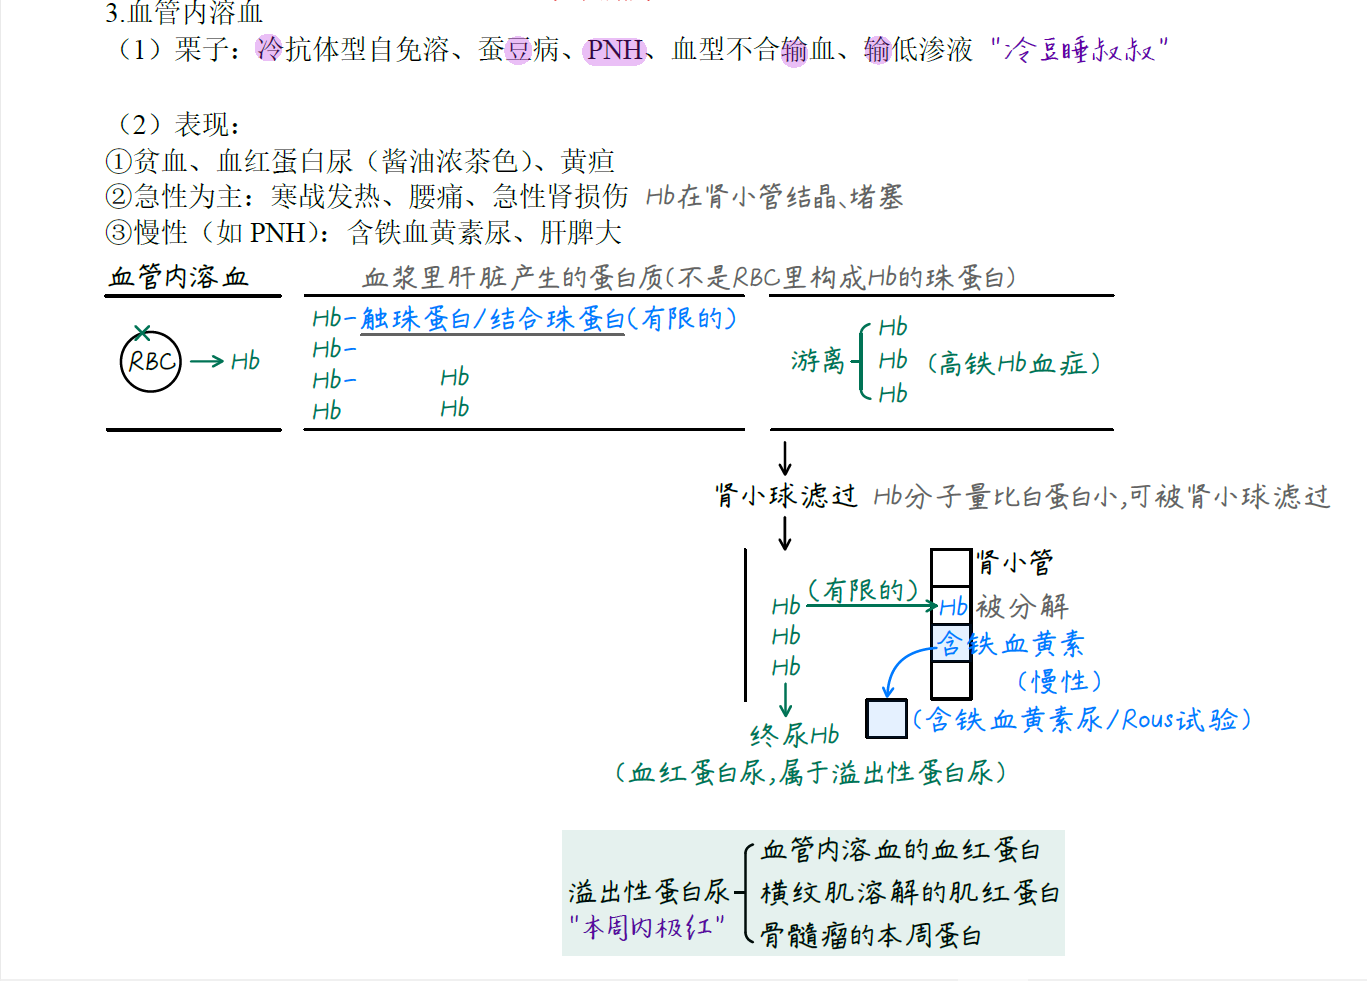 3.血管内溶血
（1）栗子：冷抗体型自免溶、蚕豆病、PNH、血型不合输血、输低渗液 "冷豆睡叔叔"
（2）表现：
①贫血、血红蛋白尿（酱油浓茶色）、黄疸
②急性为主：寒战发热、腰痛、急性肾损伤 Hb在肾小管结晶、堵塞
③慢性（如 PNH）：含铁血黄素尿、肝脾大
血管内溶血
血浆里肝脏产生的蛋白质(不是RBC里构成Hb的珠蛋白)
RBC
Hb
Hb-触珠蛋白/结合珠蛋白(有限的)
Hb-
Hb-
Hb
Hb
Hb
游离
Hb
Hb
Hb
(高铁Hb血症)
肾小球滤过 Hb分子量比白蛋白小,可被肾小球滤过
肾小管
Hb
(有限的)
Hb 被分解
Hb
含铁血黄素
Hb
(慢性)
(含铁血黄素尿/Rous试验)
终尿Hb
(血红蛋白尿,属于溢出性蛋白尿)
血管内溶血的血红蛋白
溢出性蛋白尿
横纹肌溶解的肌红蛋白
"本周内极红"
骨髓瘤的本周蛋白